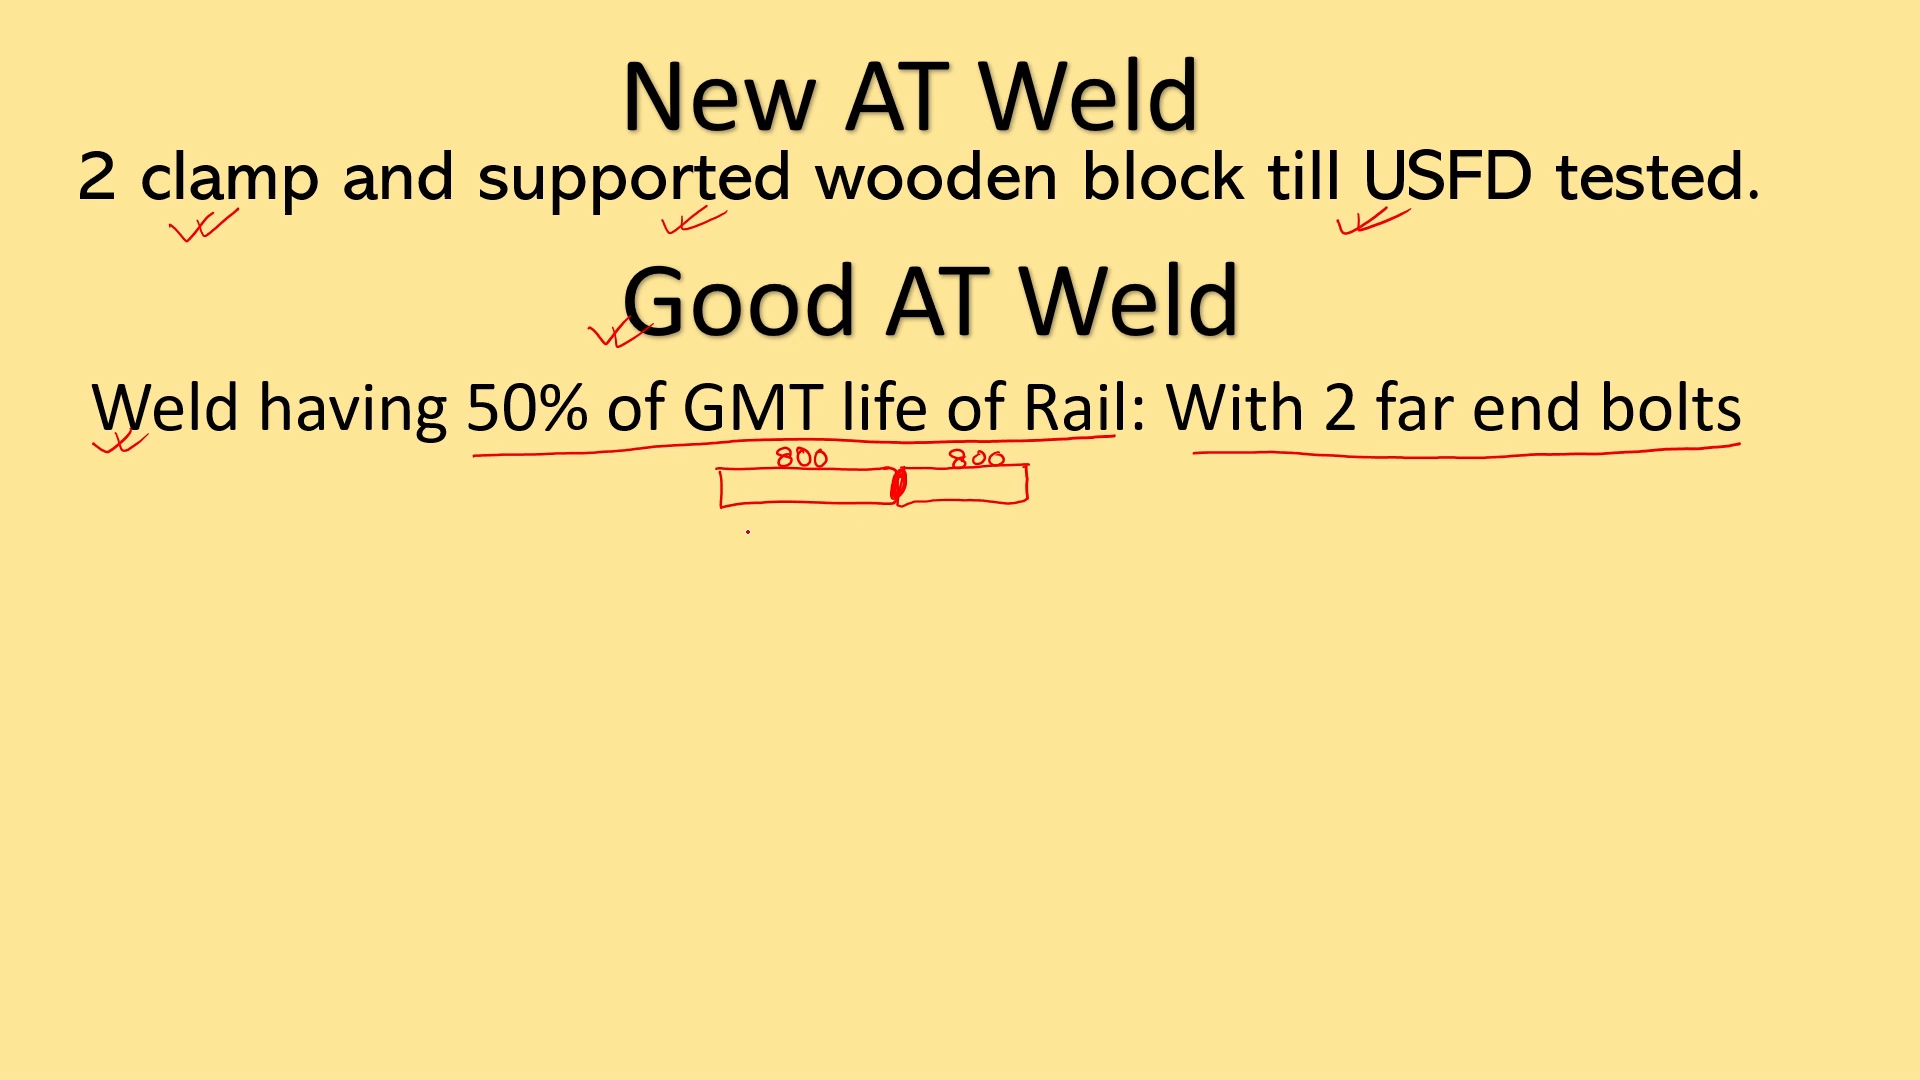 New AT Weld
2 clamp and supported wooden block till USFD tested.
Good AT Weld
Weld having 50% of GMT life of Rail: With 2 far end bolts
800 800